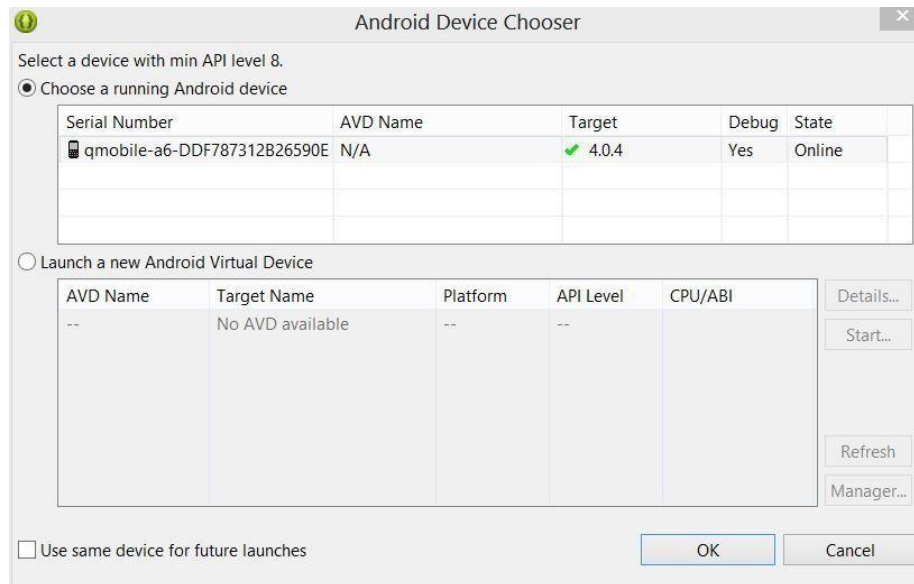 Android Device Chooser
Select a device with min API level 8.
Choose a running Android device
Serial Number AVD Name Target Debug State
qmobile-a6-DDF787312B26590E N/A 4.0.4 Yes Online
Launch a new Android Virtual Device
AVD Name Target Name Platform API Level CPU/ABI Details...
-- No AVD available -- -- Start...
Refresh
Manager...
Use same device for future launches OK Cancel